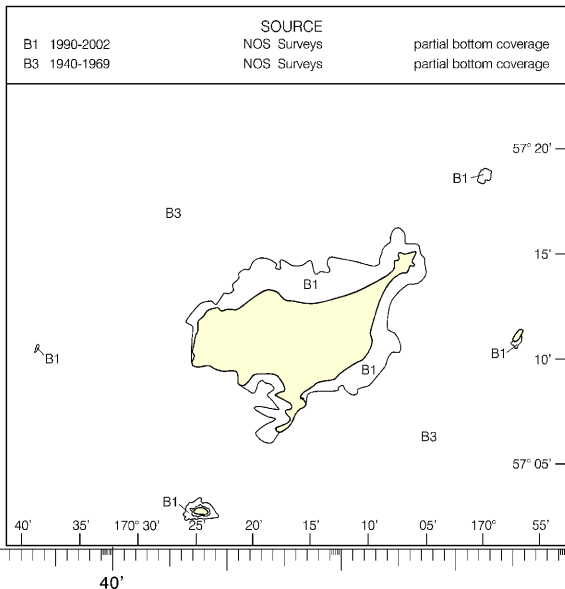 SOURCE
B1 1990-2002 NOS Surveys partial bottom coverage
B3 1940-1969 NOS Surveys partial bottom coverage
57° 20'
B1
B3
15'
B1
B1
B1
10'
B1
B3
57° 05'
B1
40' 35' 170° 30' 25' 20' 15' 10' 05' 170° 55'
40'